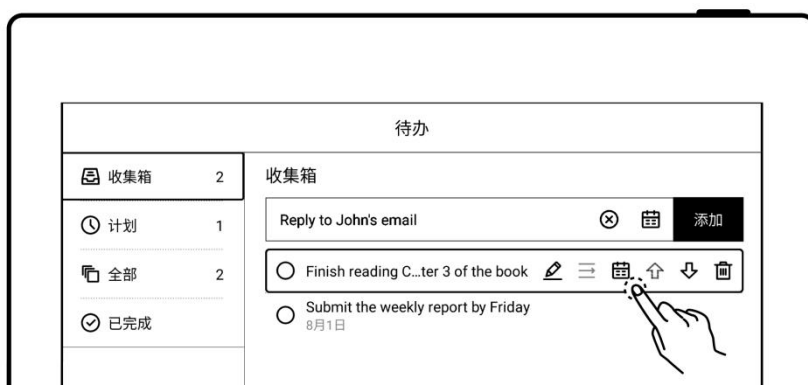 待办
收集箱 2
计划 1
全部 2
已完成
收集箱
Reply to John's email 添加
Finish reading C...ter 3 of the book
Submit the weekly report by Friday
8月1日